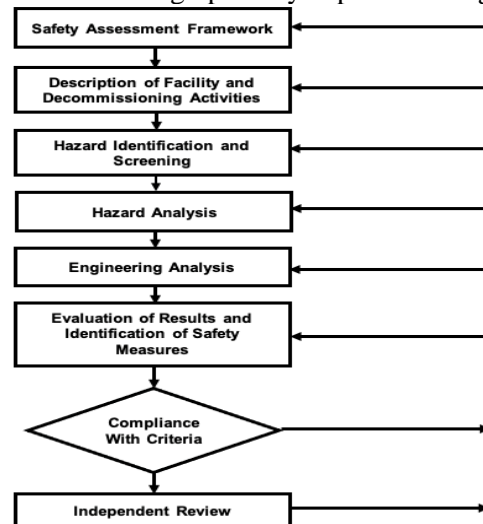 Safety Assessment Framework
Description of Facility and
Decommissioning Activities
Hazard Identification and
Screening
Hazard Analysis
Engineering Analysis
Evaluation of Results and
Identification of Safety
Measures
Compliance
With Criteria
Independent Review